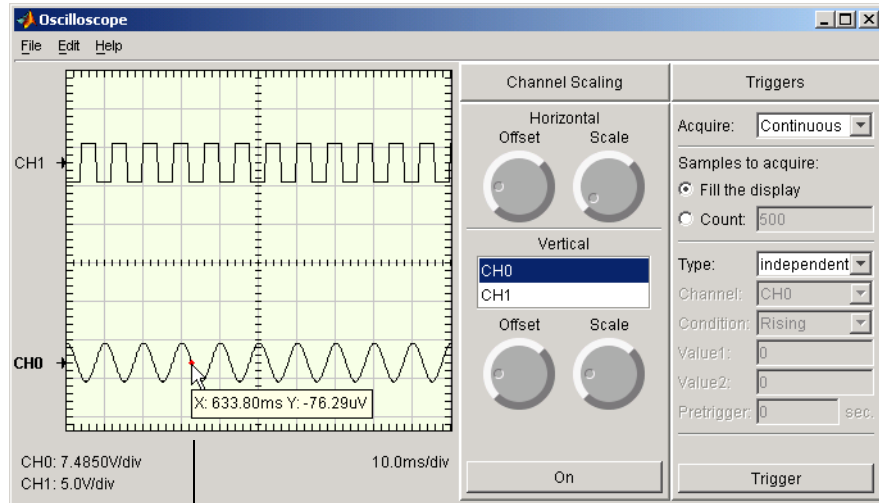 Oscilloscope
File Edit Help
Channel Scaling
Triggers
Horizontal
Offset Scale
Acquire: Continuous
Samples to acquire:
Fill the display
Count: 500
CH1
Vertical
CH0
CH1
Type: independent
Channel: CH0
Offset Scale
Condition: Rising
Value1: 0
Value2: 0
Pretrigger: 0 sec.
CH0
X: 633.80ms Y: -76.29uV
CH0: 7.4850V/div 10.0ms/div
CH1: 5.0V/div
On
Trigger